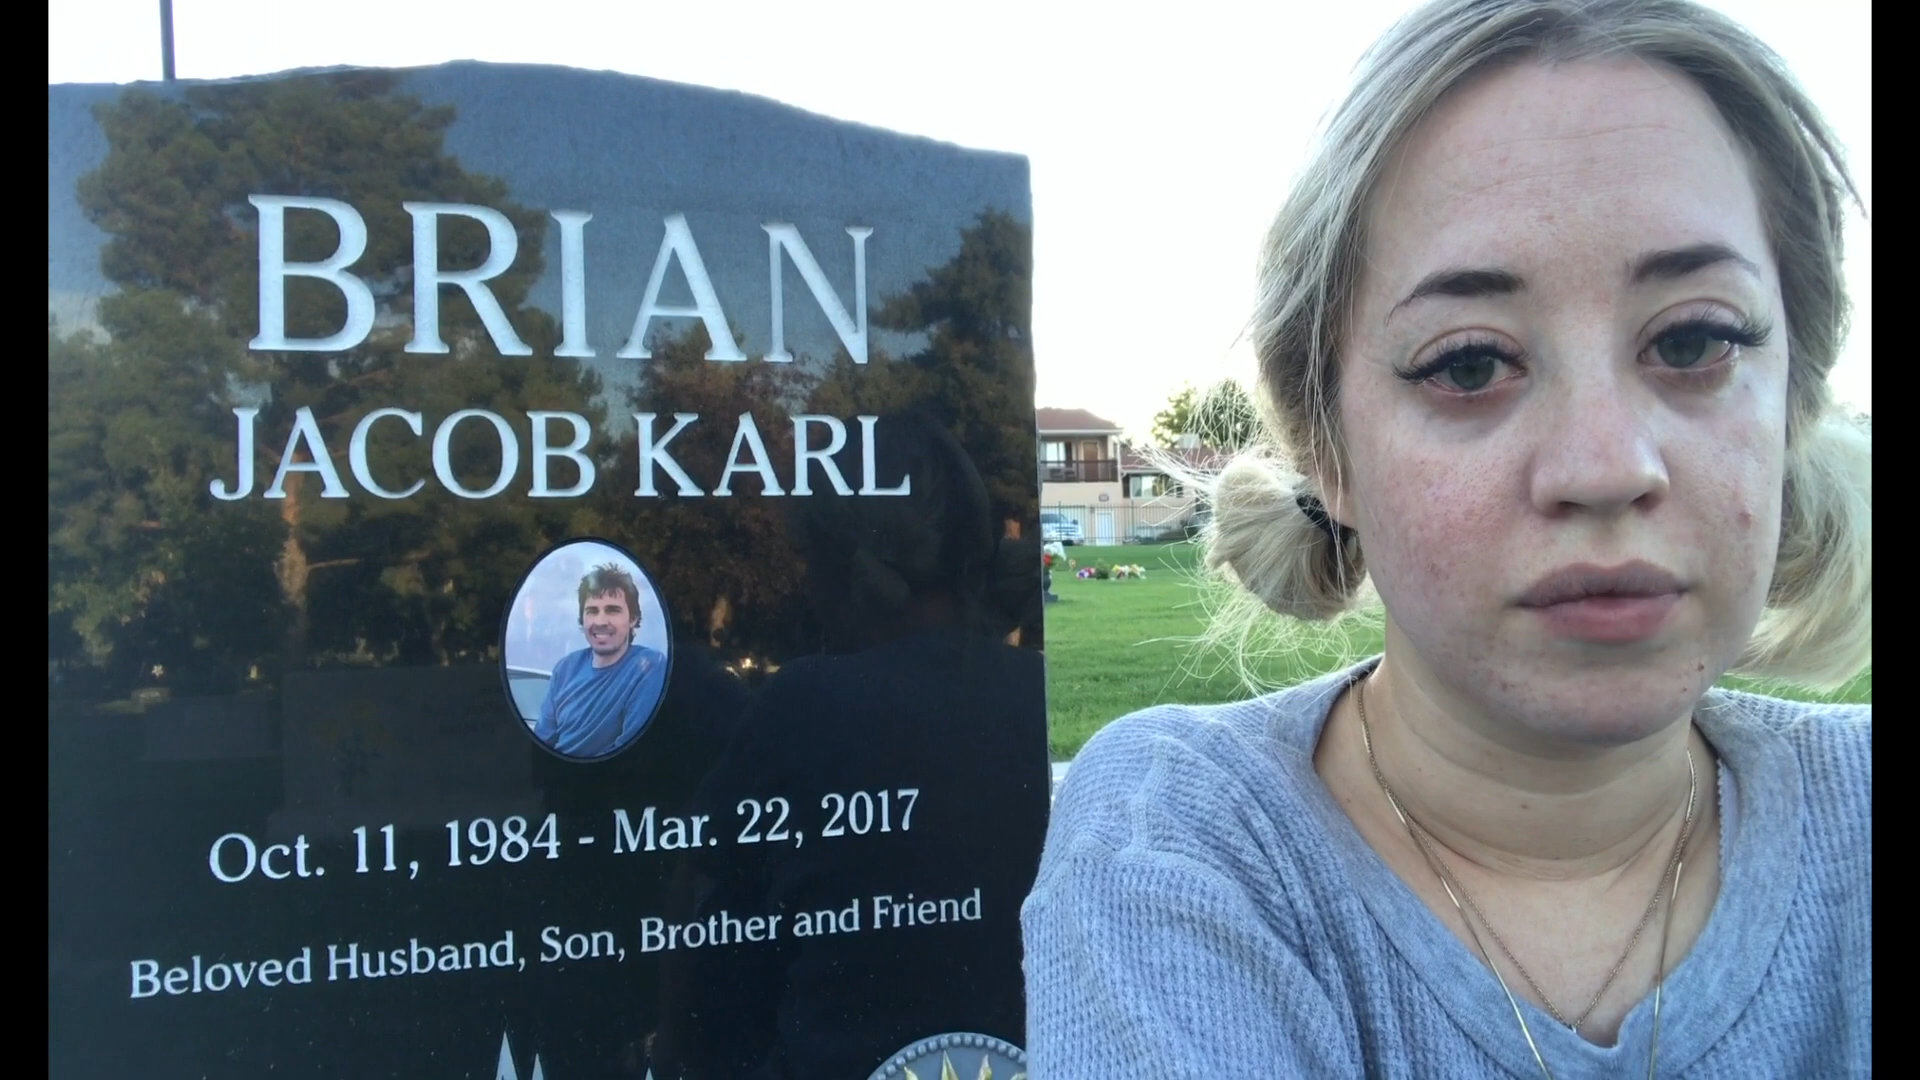 BRIAN
JACOB KARL
Oct. 11, 1984 - Mar. 22, 2017
Beloved Husband, Son, Brother and Friend